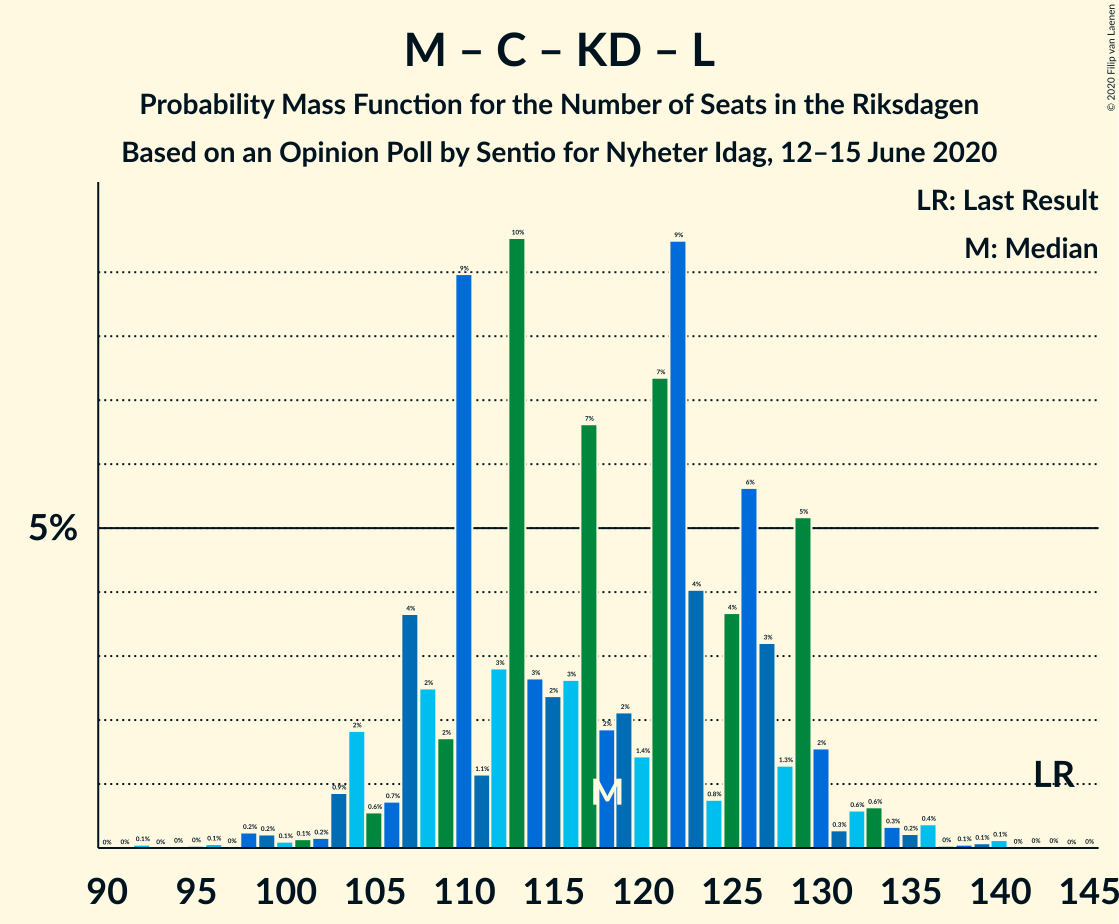 M – C – KD – L
Probability Mass Function for the Number of Seats in the Riksdagen
Based on an Opinion Poll by Sentio for Nyheter Idag, 12–15 June 2020
© 2020 Filip van Laenen
LR: Last Result
M: Median
5%
0% 0% 0.1% 0% 0% 0% 0.1% 0% 0.2% 0.2% 0.1% 0.1% 0.2% 0.9% 2% 0.6% 0.7% 4% 2% 2% 9% 1.1% 3% 10% 3% 2% 3% 7% 2% 2% 1.4% 7% 9% 4% 0.8% 4% 6% 3% 1.3% 5% 2% 0.3% 0.6% 0.6% 0.3% 0.2% 0.4% 0% 0.1% 0.1% 0.1% 0% 0% 0% 0% 0%
M
LR
90 95 100 105 110 115 120 125 130 135 140 145